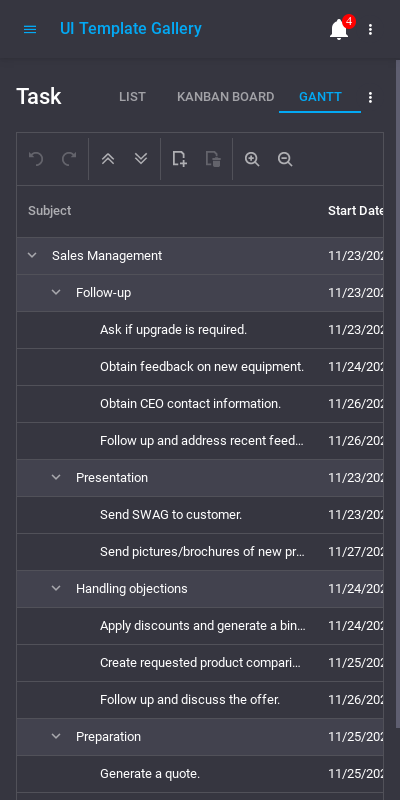 UI Template Gallery
4
Task
LIST
KANBAN BOARD
GANTT
Subject
Start Date
Sales Management
11/23/202
Follow-up
11/23/202
Ask if upgrade is required.
11/23/202
Obtain feedback on new equipment.
11/24/202
Obtain CEO contact information.
11/26/202
Follow up and address recent feed...
11/26/202
Presentation
11/23/202
Send SWAG to customer.
11/23/202
Send pictures/brochures of new pr...
11/27/202
Handling objections
11/24/202
Apply discounts and generate a bin...
11/24/202
Create requested product compari...
11/25/202
Follow up and discuss the offer.
11/26/202
Preparation
11/25/202
Generate a quote.
11/25/202